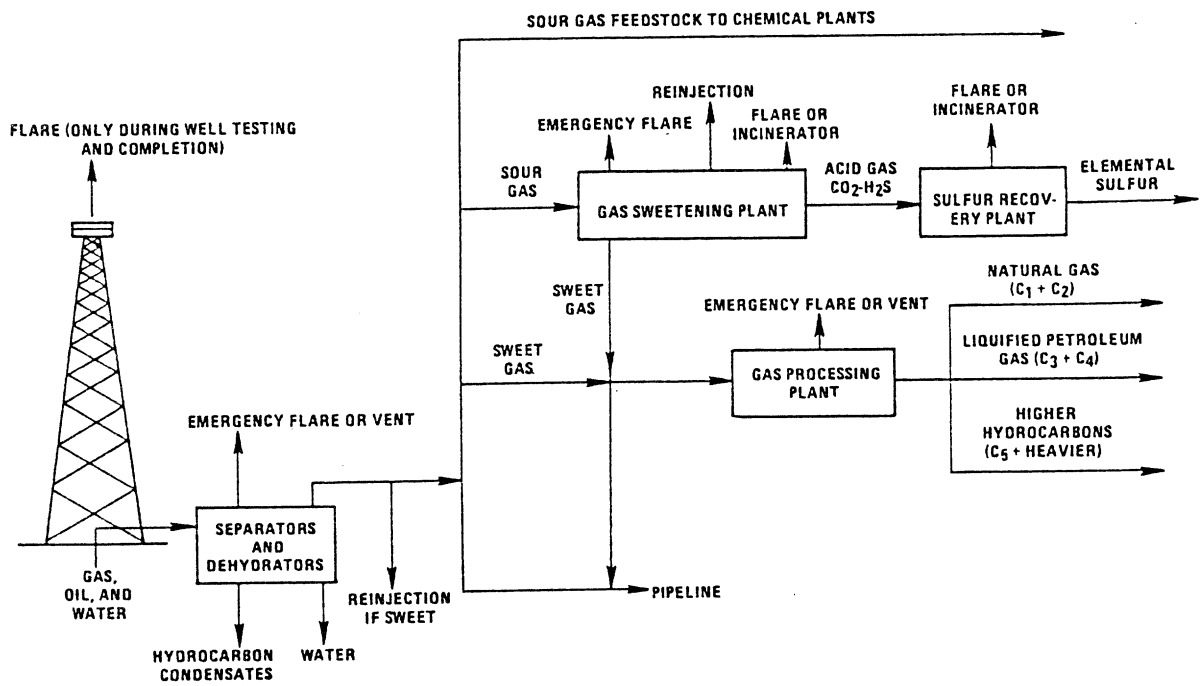 SOUR GAS FEEDSTOCK TO CHEMICAL PLANTS
FLARE (ONLY DURING WELL TESTING
AND COMPLETION)
REINJECTION
EMERGENCY FLARE
FLARE OR
INCINERATOR
FLARE OR
INCINERATOR
SOUR
GAS
GAS SWEETENING PLANT
ACID GAS
CO2-H2S
SULFUR RECOV-
ERY PLANT
ELEMENTAL
SULFUR
SWEET
GAS
NATURAL GAS
(C1 + C2)
EMERGENCY FLARE OR VENT
SWEET
GAS.
GAS PROCESSING
PLANT
LIQUIFIED PETROLEUM
GAS (C3 + C4)
HIGHER
HYDROCARBONS
(C5 + HEAVIER)
EMERGENCY FLARE OR VENT
SEPARATORS
AND
DEHYDRATORS
GAS,
OIL, AND
WATER
REINJECTION
IF SWEET
PIPELINE
HYDROCARBON
CONDENSATES
WATER